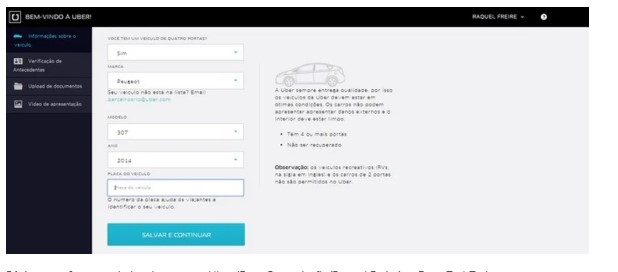 BEM-VINDO À UBER!
RAQUEL FREIRE
Informações sobre o
veículo
Verificação de
Antecedentes
Upload de documentos
Vídeo de apresentação
VOCÊ TEM UM VEÍCULO DE QUATRO PORTAS?
Sim
MARCA
Peugeot
Seu veículo não está na lista? Email
MODELO
307
ANO
2014
PLACA DO VEÍCULO
Placa do veículo
O número da placa ajuda os viajantes a
identificar o seu veículo.
SALVAR E CONTINUAR
A Uber sempre entrega qualidade, por isso
os veículos da Uber devem estar em
ótimas condições. Os carros não podem
apresentar apresentar danos externos e o
interior deve estar limpo.
Tem 4 ou mais portas
Não ser recuperado
Observação: os veículos recreativos (RVs
na sigla em inglês) e os carros de 2 portas
não são permitidos no Uber.